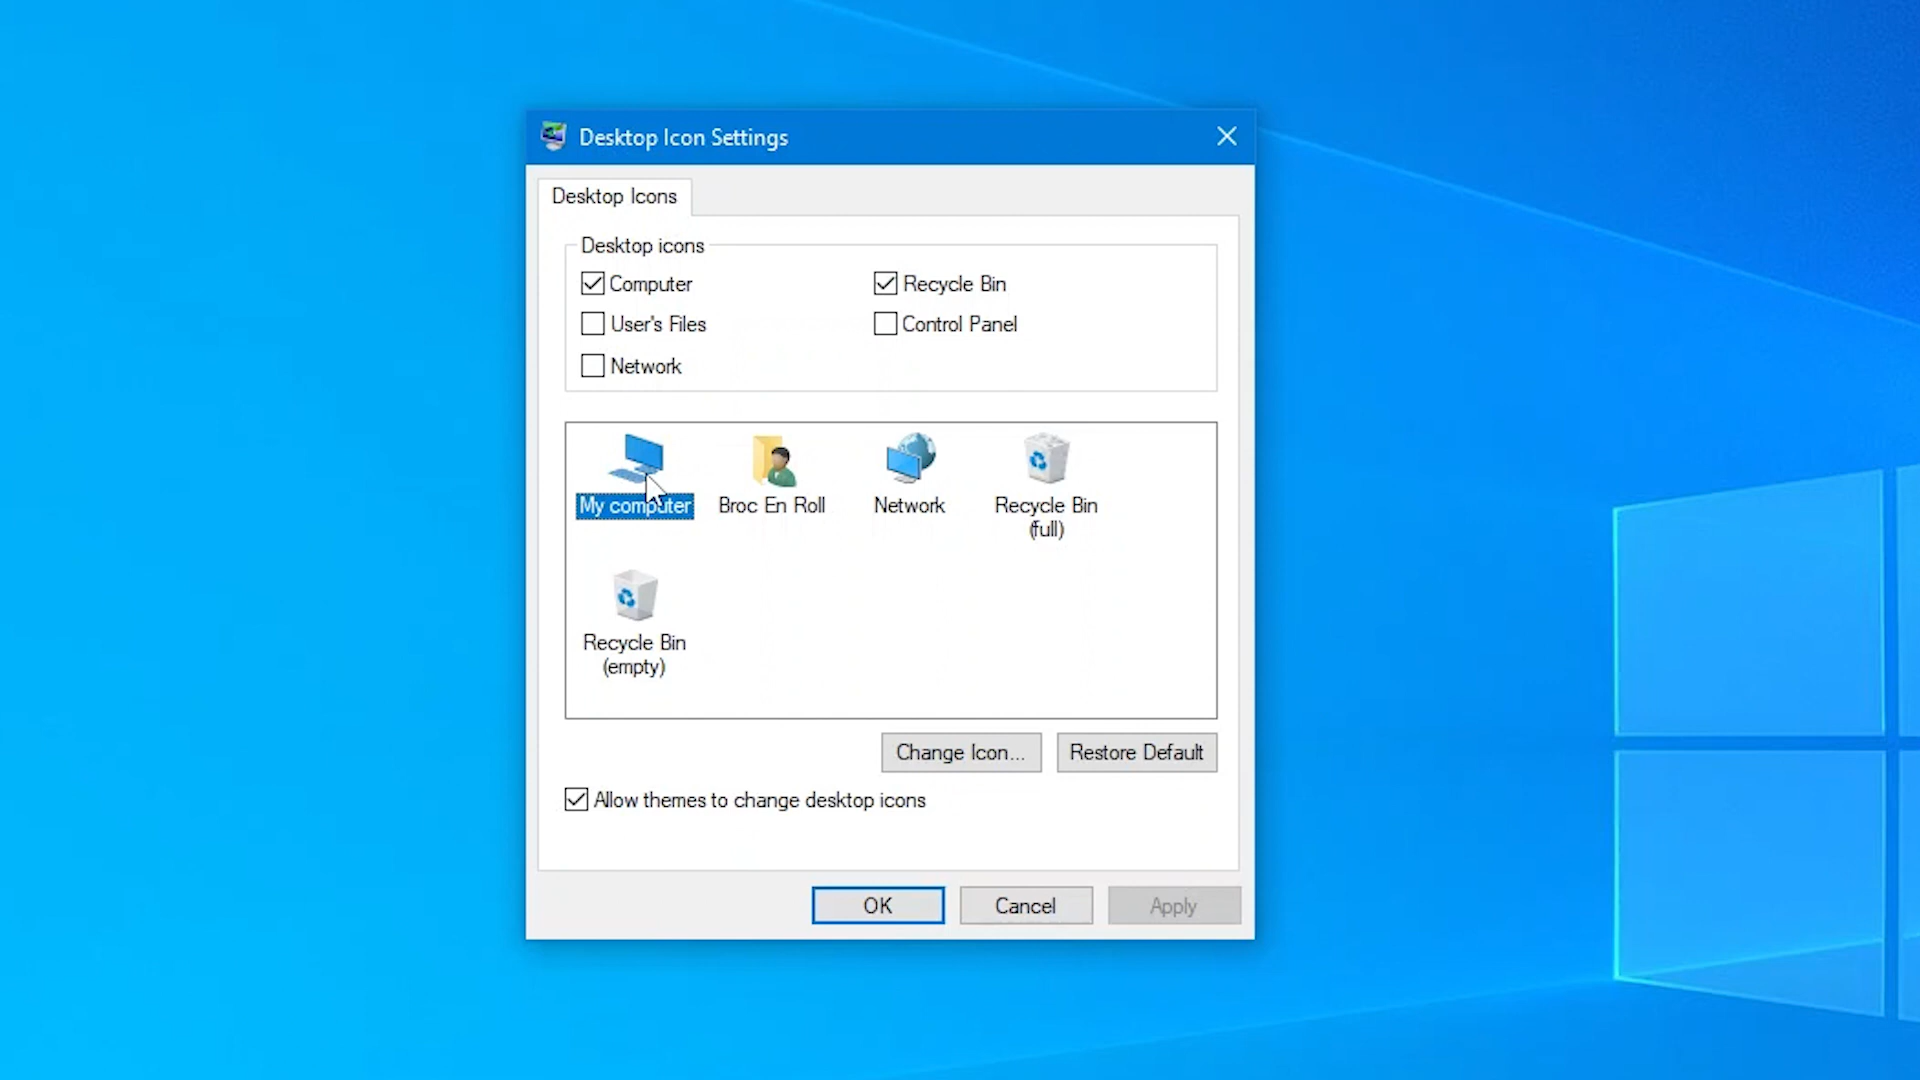 Desktop Icon Settings
Desktop Icons
Desktop icons
Computer
Recycle Bin
User's Files
Control Panel
Network
My computer
Broc En Roll
Network
Recycle Bin
(full)
Recycle Bin
(empty)
Change Icon...
Restore Default
Allow themes to change desktop icons
OK
Cancel
Apply